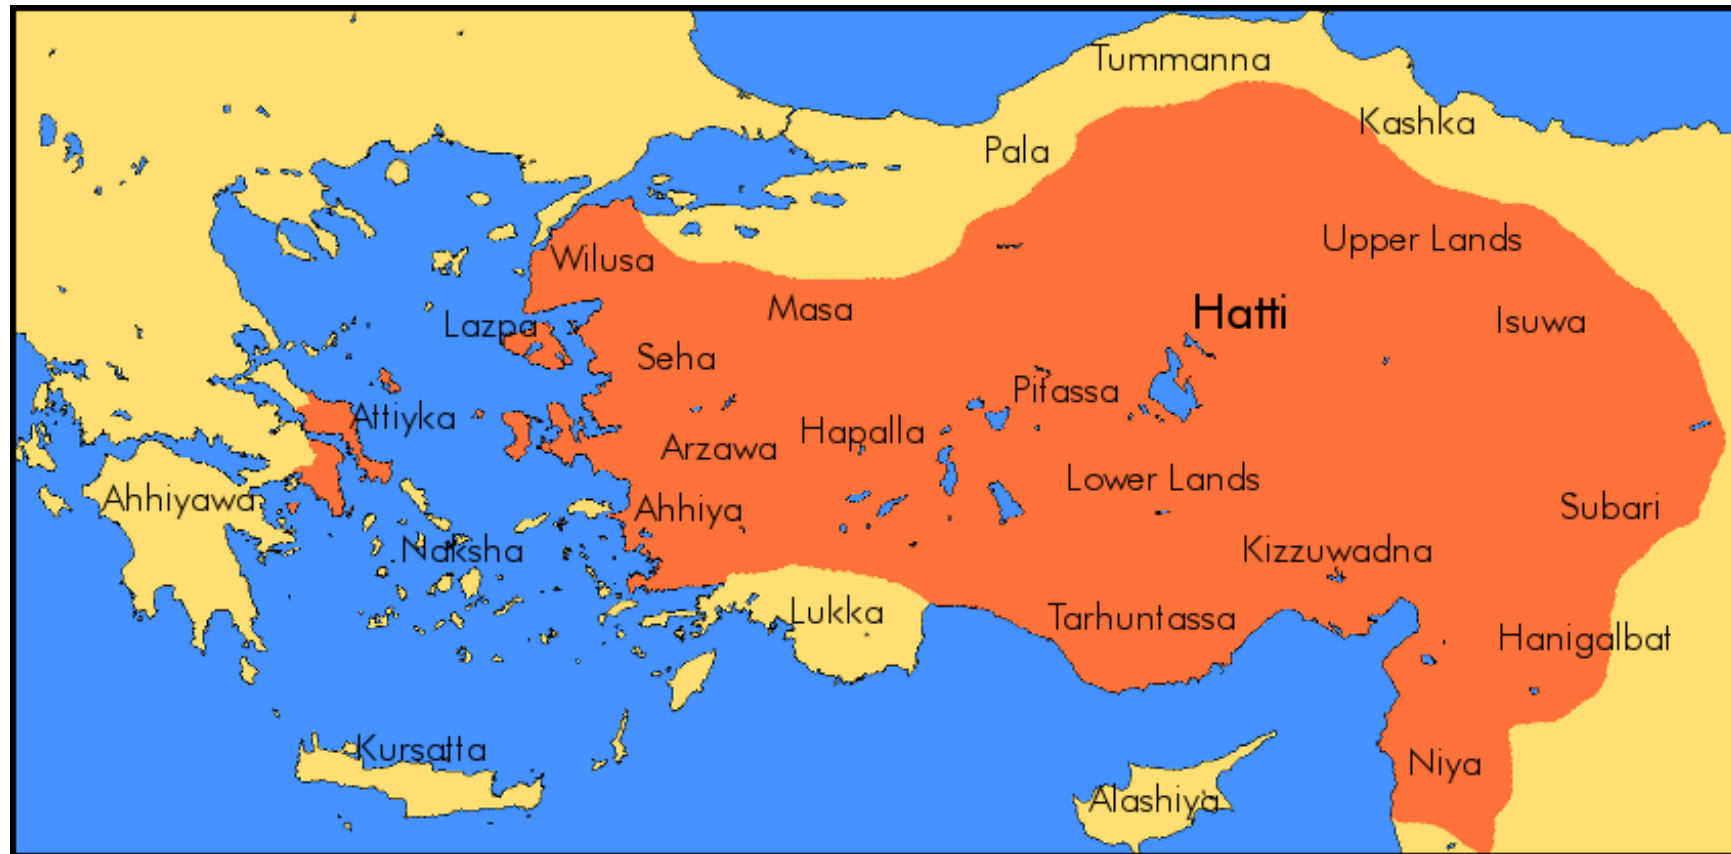 Tummanna
Kashka
Pala
Upper Lands
Wilusa
Masa
Hatti
Isuwa
Lazpa
Seha
Pitassa
Attiyka
Hapalla
Arzawa
Lower Lands
Ahhiyawa
Ahhiya
Subari
Naksha
Kizzuwadna
Lukka
Tarhuntassa
Hanigalbat
Kursatta
Niya
Alashiya